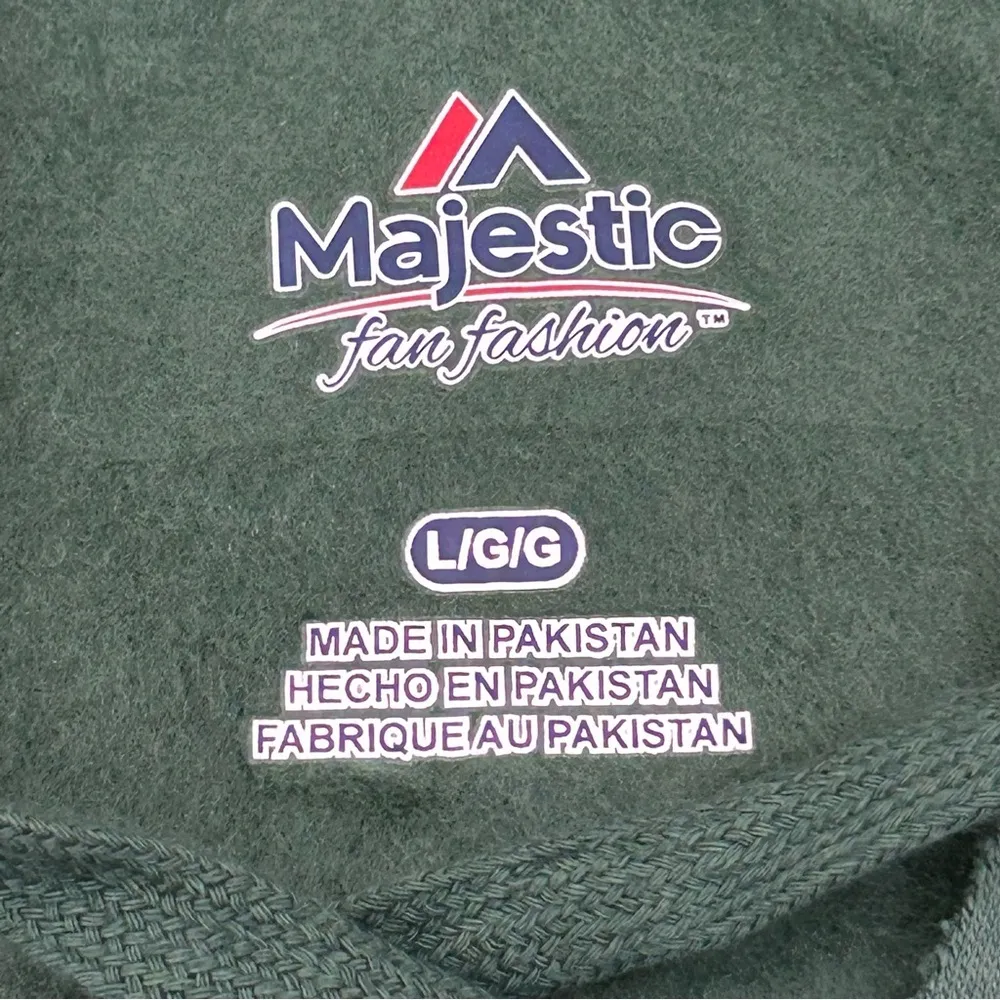 Majestic
fan fashion™
L/G/G
MADE IN PAKISTAN
HECHO EN PAKISTAN
FABRIQUE AU PAKISTAN